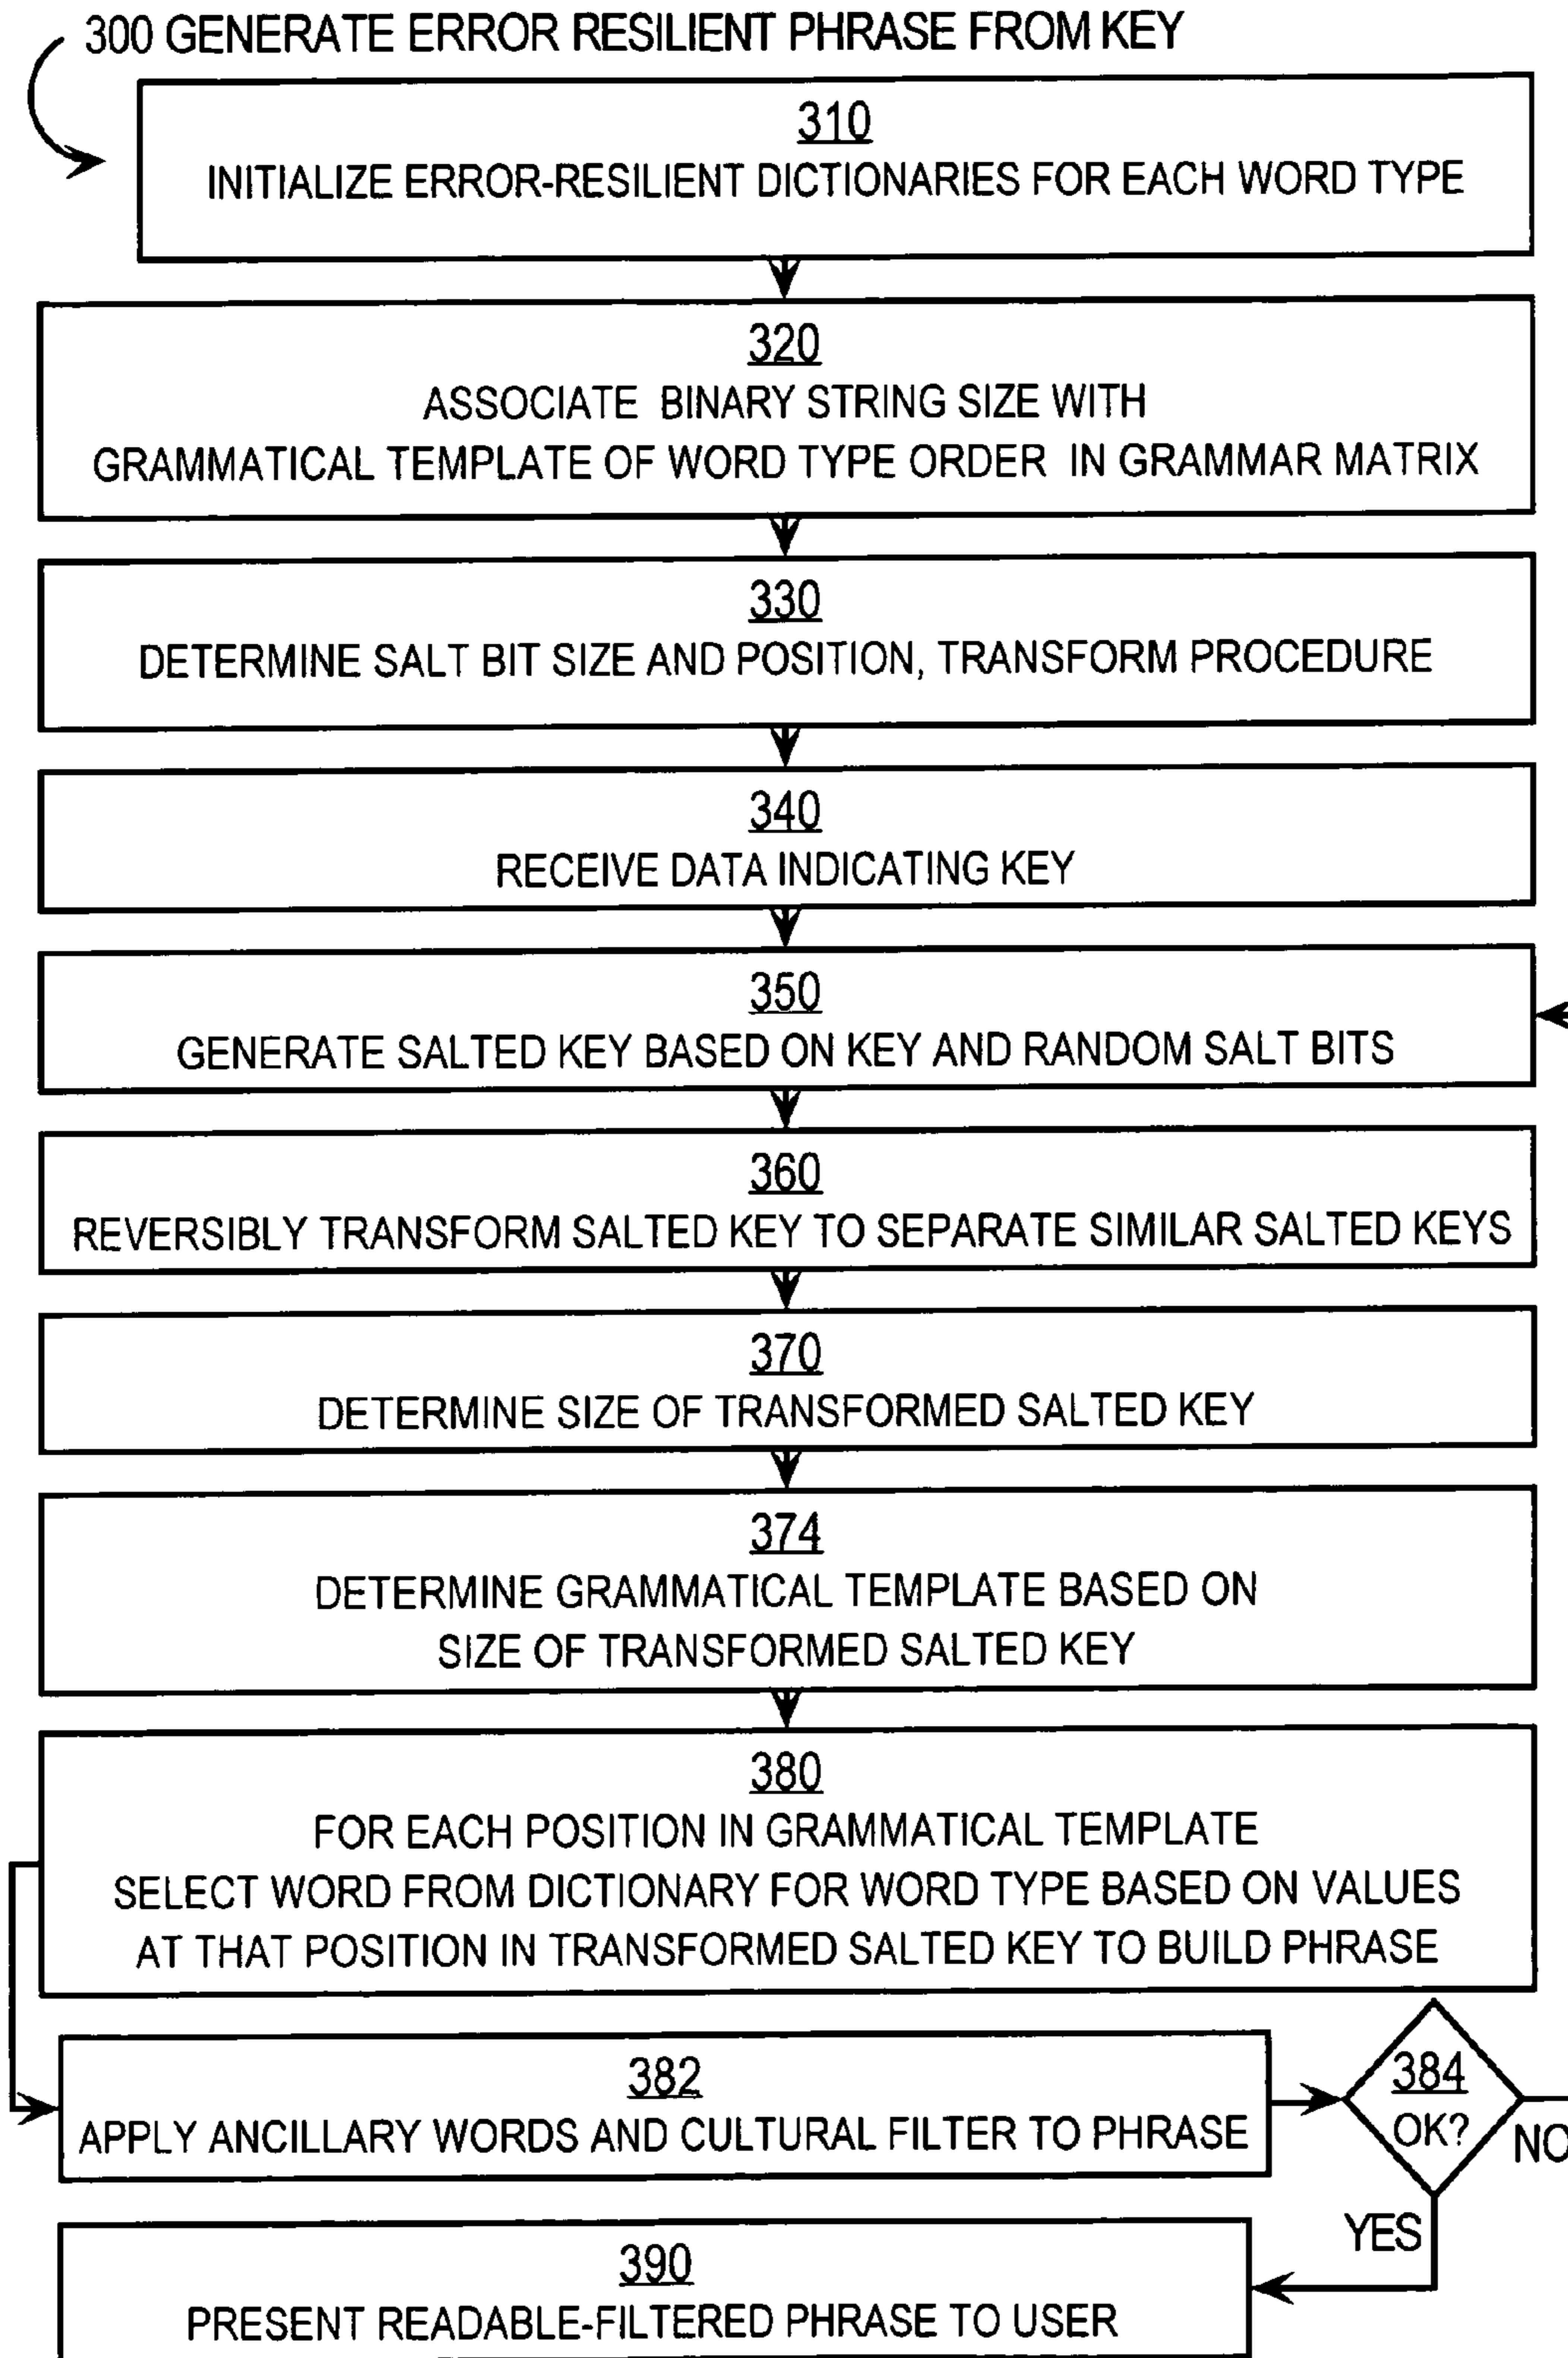 300 GENERATE ERROR RESILIENT PHRASE FROM KEY
310
INITIALIZE ERROR-RESILIENT DICTIONARIES FOR EACH WORD TYPE
320
ASSOCIATE BINARY STRING SIZE WITH
GRAMMATICAL TEMPLATE OF WORD TYPE ORDER IN GRAMMAR MATRIX
330
DETERMINE SALT BIT SIZE AND POSITION, TRANSFORM PROCEDURE
340
RECEIVE DATA INDICATING KEY
350
GENERATE SALTED KEY BASED ON KEY AND RANDOM SALT BITS
360
REVERSIBLY TRANSFORM SALTED KEY TO SEPARATE SIMILAR SALTED KEYS
370
DETERMINE SIZE OF TRANSFORMED SALTED KEY
374
DETERMINE GRAMMATICAL TEMPLATE BASED ON
SIZE OF TRANSFORMED SALTED KEY
380
FOR EACH POSITION IN GRAMMATICAL TEMPLATE
SELECT WORD FROM DICTIONARY FOR WORD TYPE BASED ON VALUES
AT THAT POSITION IN TRANSFORMED SALTED KEY TO BUILD PHRASE
382
APPLY ANCILLARY WORDS AND CULTURAL FILTER TO PHRASE
384
OK?
NO
YES
390
PRESENT READABLE-FILTERED PHRASE TO USER